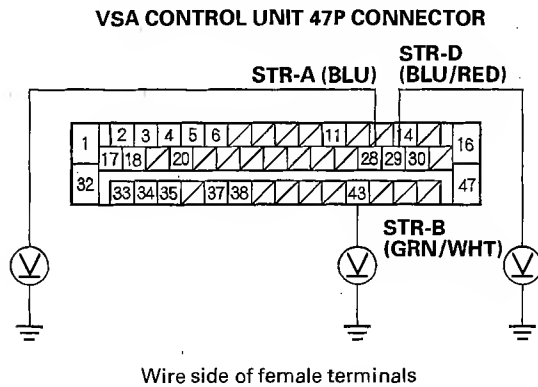 VSA CONTROL UNIT 47P CONNECTOR
STR-D
STR-A (BLU) (BLU/RED)
1 2 3 4 5 6 11 14 16
17 18 20 28 29 30
32 33 34 35 37 38 43 47
STR-B
(GRN/WHT)
V V V
Wire side of female terminals